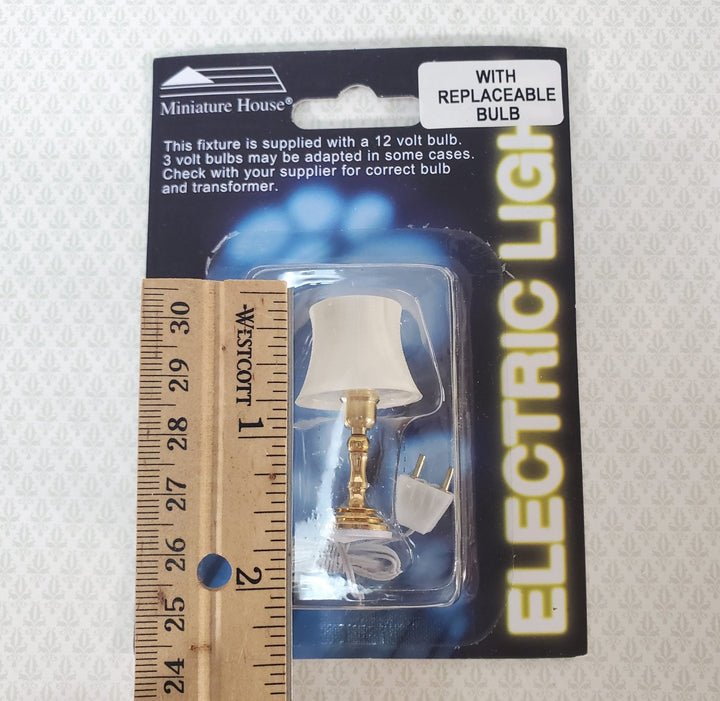 Miniature House®
WITH
REPLACEABLE
BULB
This fixture is supplied with a 12 volt bulb.
3 volt bulbs may be adapted in some cases.
Check with your supplier for correct bulb
and transformer.
ELECTRIC LIGH
WESTCOTT
30
29
28
27
26
25
24
1
2